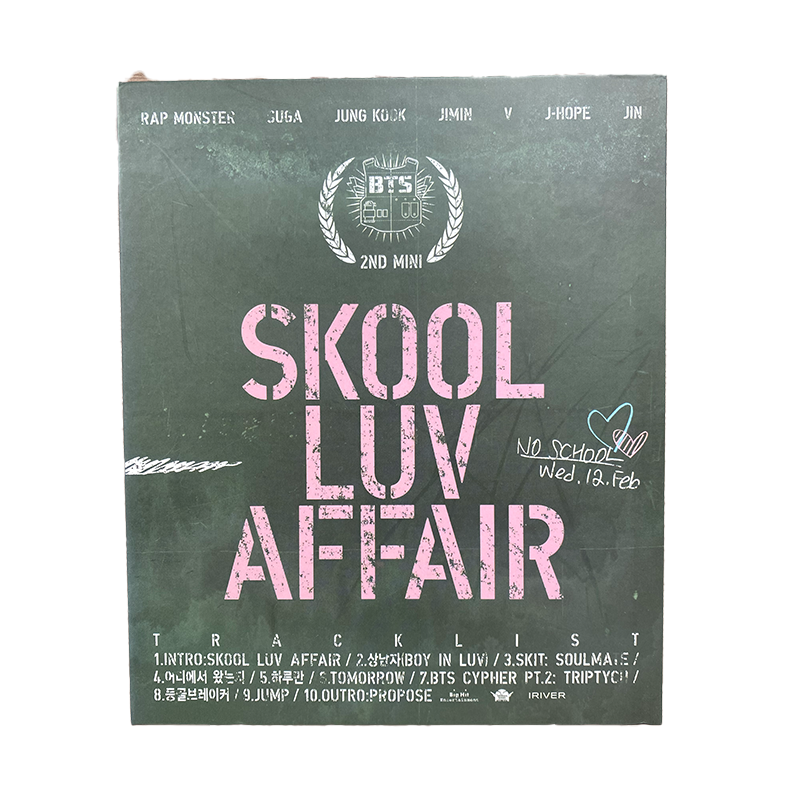 RAP MONSTER SUGA JUNG KOOK JIMIN V J-HOPE JIN
BTS
2ND MINI
SKOOL
LUV
AFFAIR
NO SCHOOL
Wed. 12. Feb
TRACKLIST
1.INTRO:SKOOL LUV AFFAIR / 2.상남자(BOY IN LUV) / 3.SKIT: SOULMATE /
4.어디에서 왔는지 / 5.하루만 / 6.TOMORROW / 7.BTS CYPHER PT.2: TRIPTYCH /
8.등골브레이커 / 9.JUMP / 10.OUTRO:PROPOSE Big Hit Entertainment IRIVER